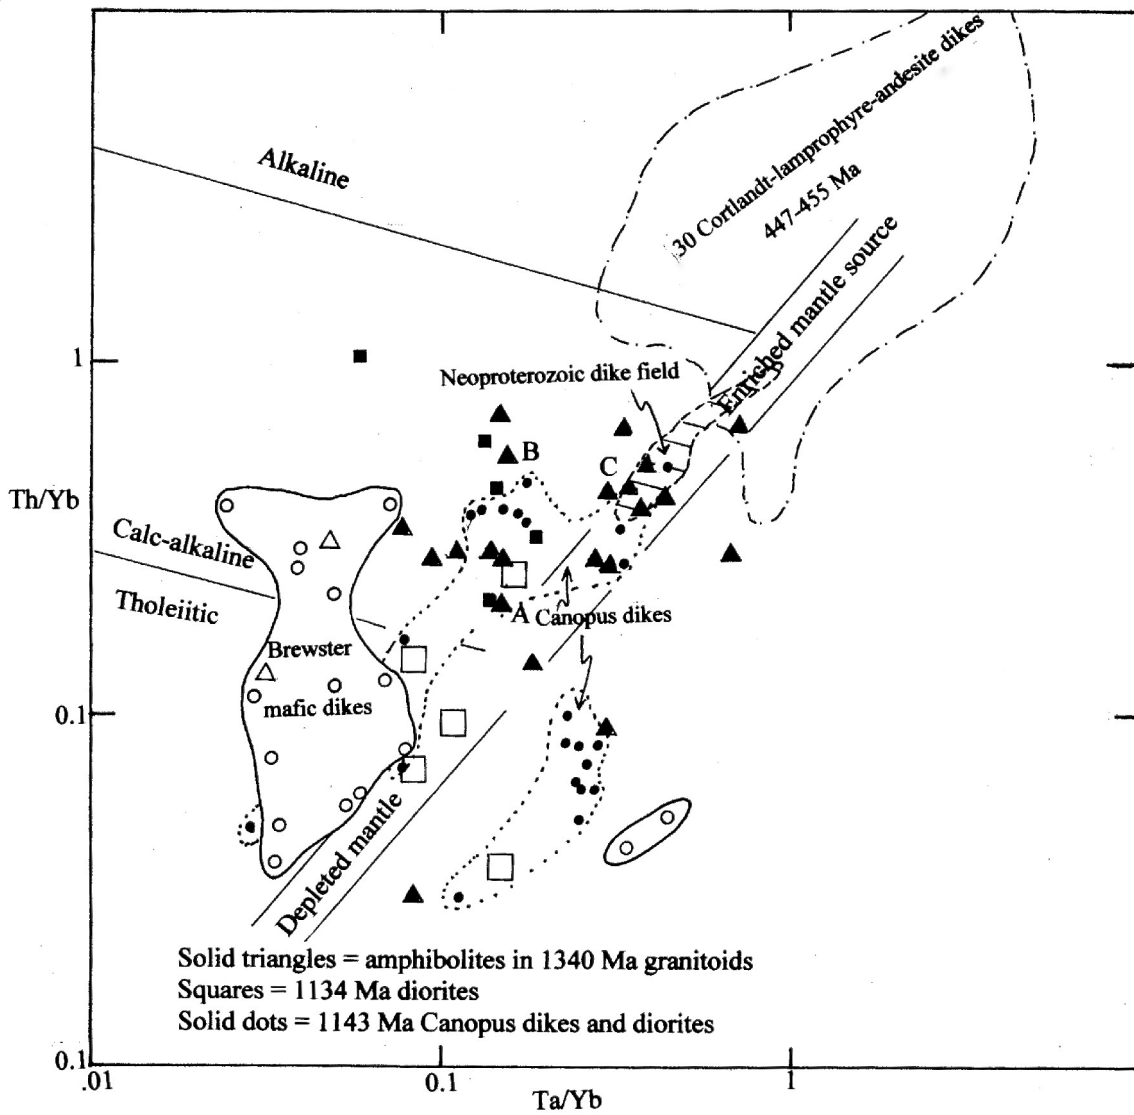 30 Cortlandt-lamprophyre-andesite dikes
447-455 Ma
Alkaline
Enriched mantle source
1
Neoproterozoic dike field
B
C
Th/Yb
Calc-alkaline
Tholeiitic
A Canopus dikes
Brewster
mafic dikes
0.1
Depleted mantle
Solid triangles = amphibolites in 1340 Ma granitoids
Squares = 1134 Ma diorites
Solid dots = 1143 Ma Canopus dikes and diorites
0.1
.01
0.1
1
Ta/Yb